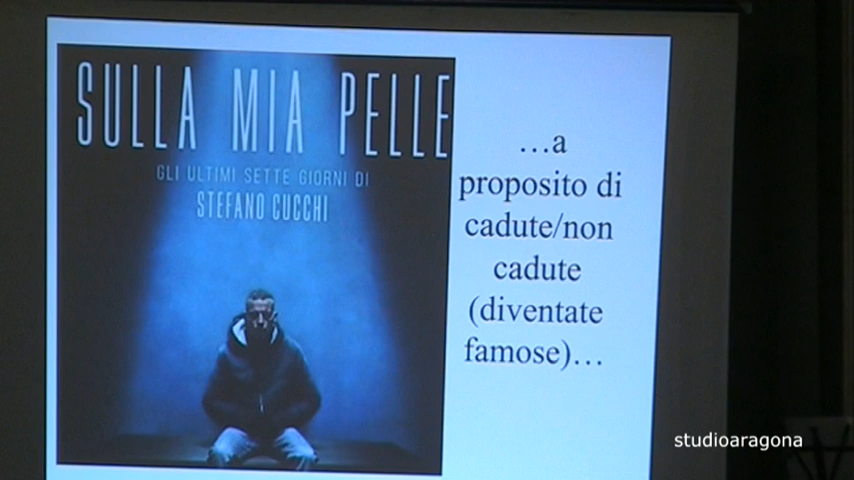 SULLA MIA PELLE
GLI ULTIMI SETTE GIORNI DI
STEFANO CUCCHI
…a
proposito di
cadute/non
cadute
(diventate
famose)…
studioaragona